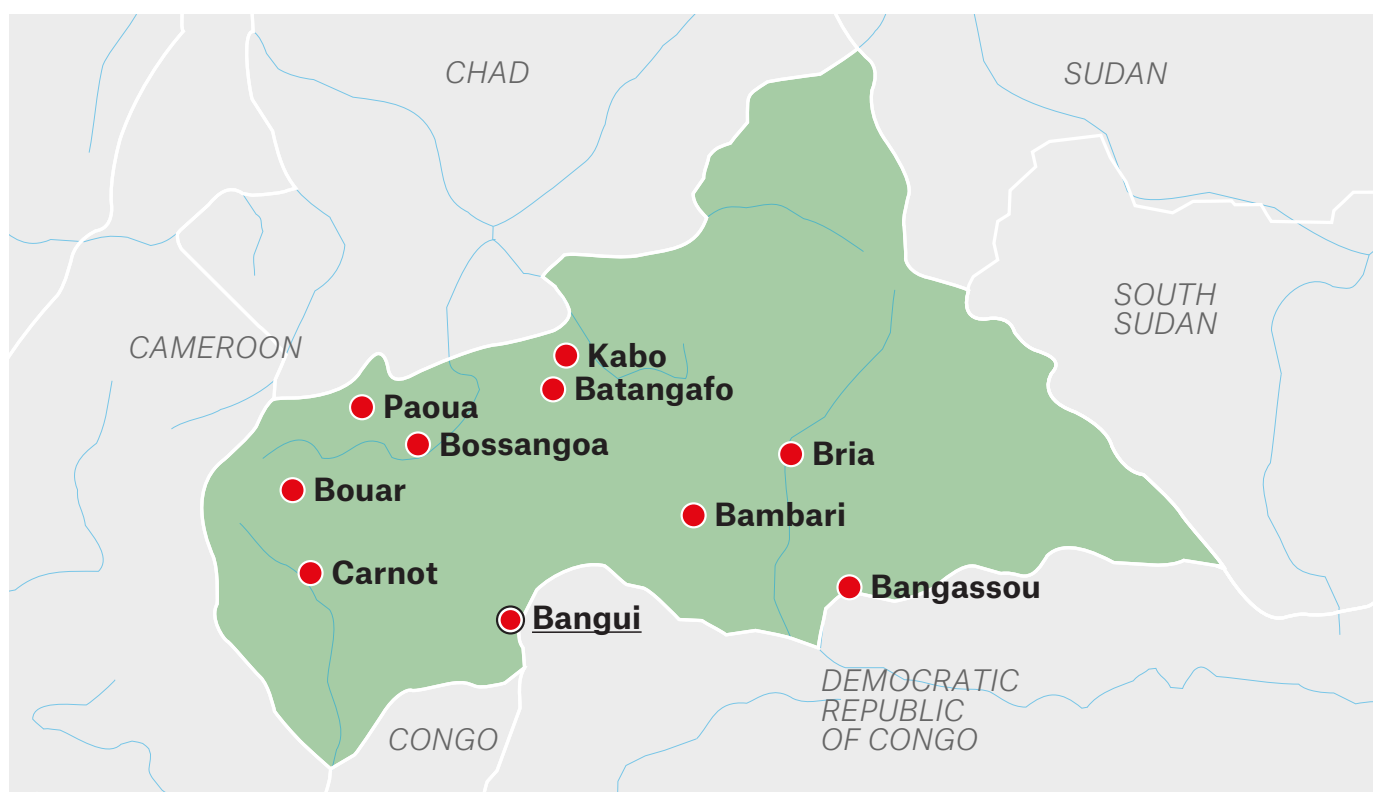 CHAD
SUDAN
SOUTH
SUDAN
CAMEROON
Kabo
Batangafo
Paoua
Bossangoa
Bria
Bouar
Bambari
Carnot
Bangassou
Bangui
DEMOCRATIC
REPUBLIC
OF CONGO
CONGO